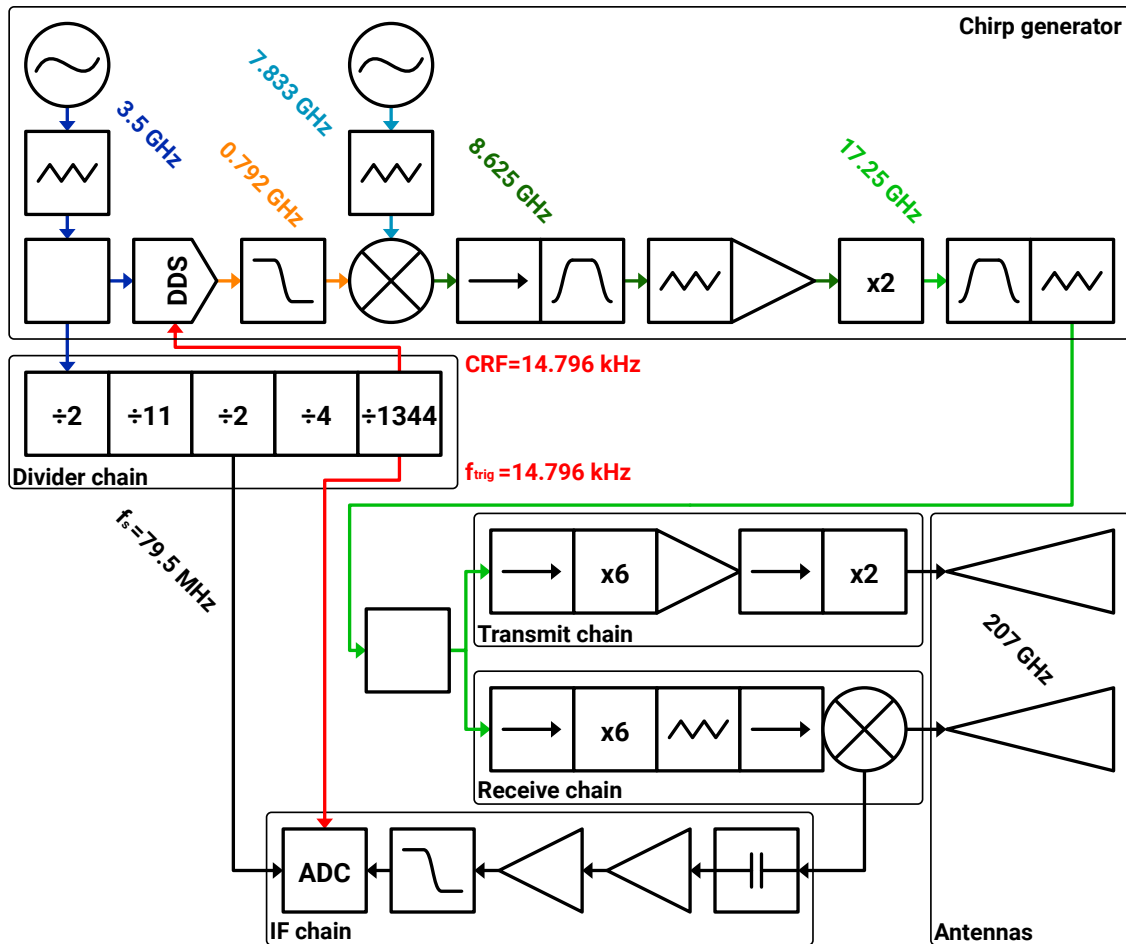 Chirp generator
3.5 GHz
7.833 GHz
0.792 GHz
8.625 GHz
17.25 GHz
DDS
x2
CRF=14.796 kHz
÷2
÷11
÷2
÷4
÷1344
Divider chain
ftrig=14.796 kHz
fs=79.5 MHz
x6
x2
Transmit chain
207 GHz
x6
Receive chain
ADC
IF chain
Antennas